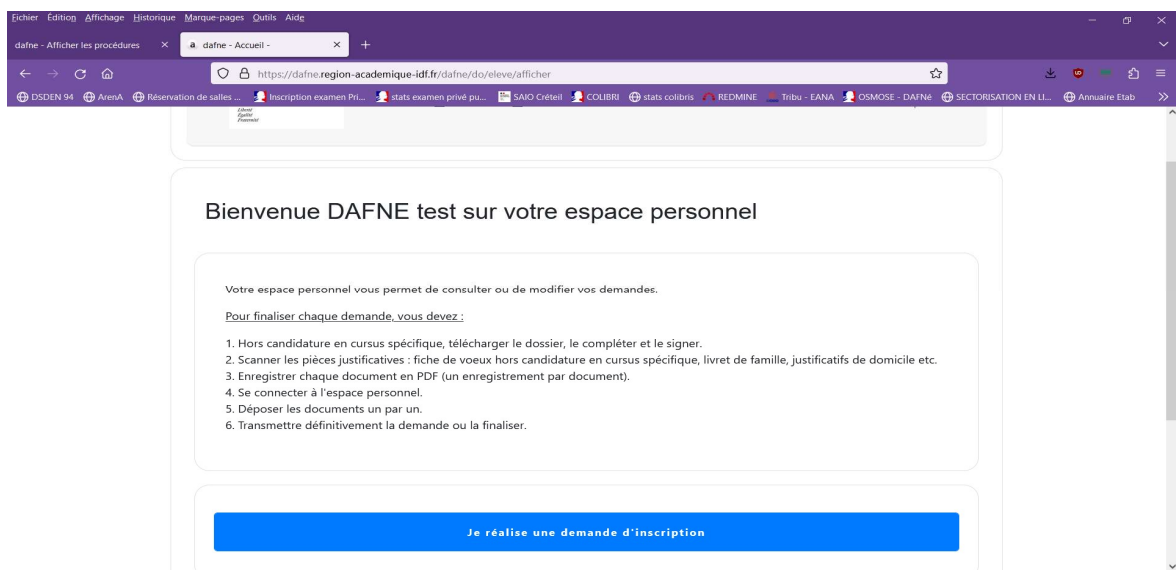 Fichier Édition Affichage Historique Marque-pages Outils Aide
dafne - Afficher les procédures
dafne - Accueil -
https://dafne.region-academique-idf.fr/dafne/do/eleve/afficher
DSDEN 94 ArenA Réservation de salles ... Inscription examen Pri... stats examen privé pu... SAIO Créteil COLIBRI stats colibris REDMINE Tribu - EANA OSMOSE - DAFNé SECTORISATION EN LI... Annuaire Etab
Liberté
Égalité
Fraternité
Bienvenue DAFNE test sur votre espace personnel
Votre espace personnel vous permet de consulter ou de modifier vos demandes.
Pour finaliser chaque demande, vous devez :
1. Hors candidature en cursus spécifique, télécharger le dossier, le compléter et le signer.
2. Scanner les pièces justificatives : fiche de voeux hors candidature en cursus spécifique, livret de famille, justificatifs de domicile etc.
3. Enregistrer chaque document en PDF (un enregistrement par document).
4. Se connecter à l'espace personnel.
5. Déposer les documents un par un.
6. Transmettre définitivement la demande ou la finaliser.
Je réalise une demande d'inscription